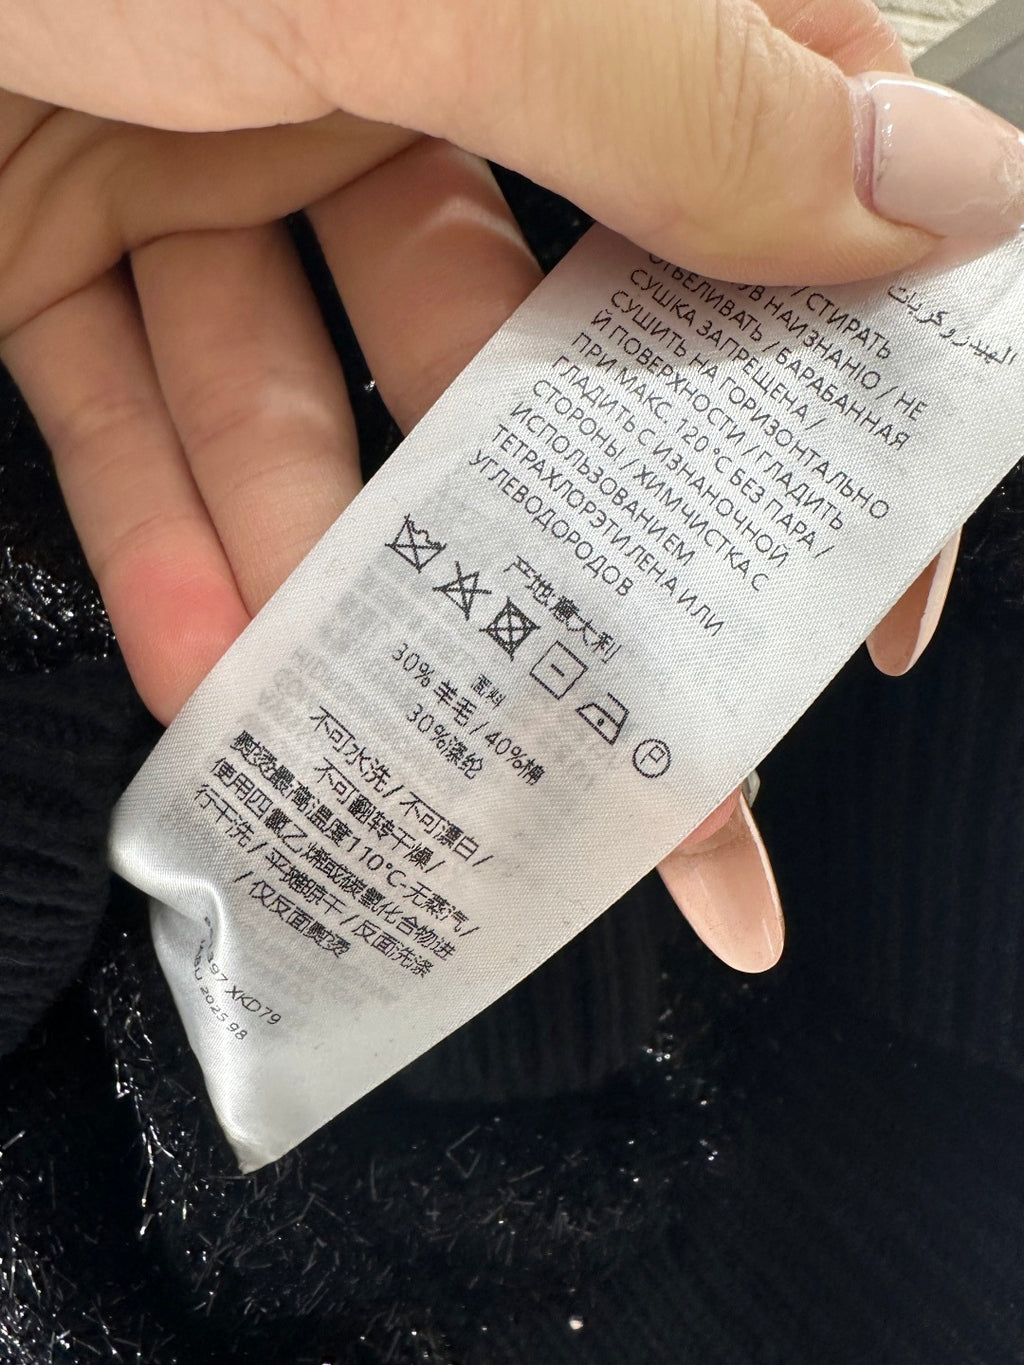 الهيدروكربات
/ СТИРАТЬ
НАИЗНАНЮ / НЕ
ОТБЕЛИВАТЬ / БАРАБАННАЯ
СУШКА ЗАПРЕЩЕНА /
СУШИТЬ НА ГОРИЗОНТАЛЬНО
Й ПОВЕРХНОСТИ / ГЛАДИТЬ
ПРИ МАКС. 120 °C БЕЗ ПАРА /
ГЛАДИТЬ С ИЗНАНОЧНОЙ
СТОРОНЫ / ХИМЧИСТКА С
ИСПОЛЬЗОВАНИЕМ
ТЕТРАХЛОРЭТИЛЕНА ИЛИ
УГЛЕВОДОРОДОВ
产地意大利
P
面料
30% 羊毛 / 40%棉
30%涤纶
不可水洗 / 不可漂白 /
不可翻转干燥 /
熨烫最高温度110°C-无蒸汽 /
使用四氯乙烯或碳氢化合物进
行干洗 / 平摊晾干 / 反面洗涤
/ 仅反面熨烫
397 XKD79
2025 98